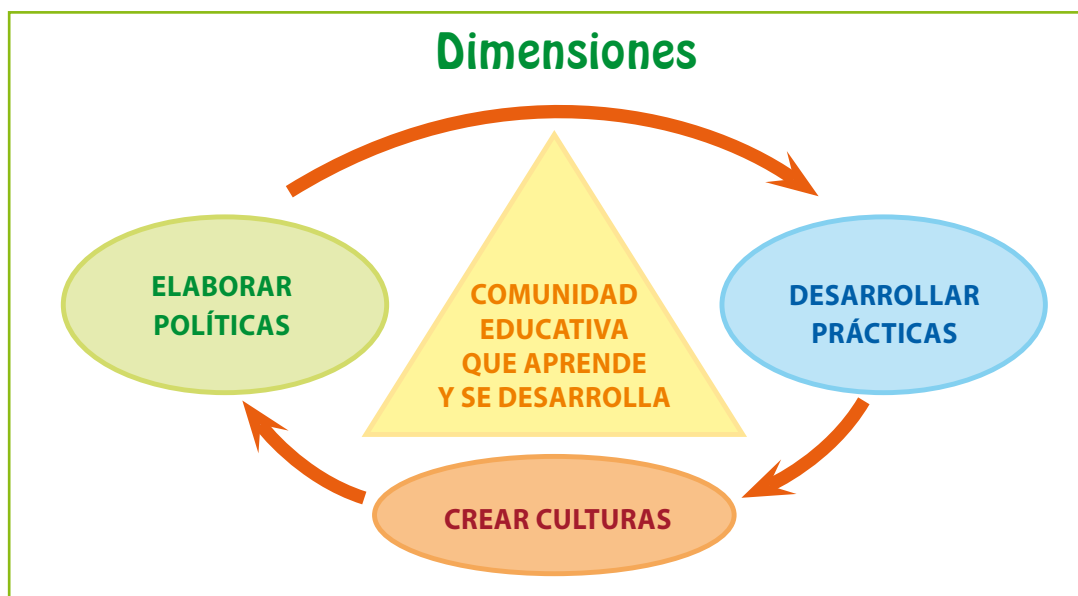 Dimensiones
ELABORAR
POLÍTICAS
COMUNIDAD
EDUCATIVA
QUE APRENDE
Y SE DESARROLLA
DESARROLLAR
PRÁCTICAS
CREAR CULTURAS